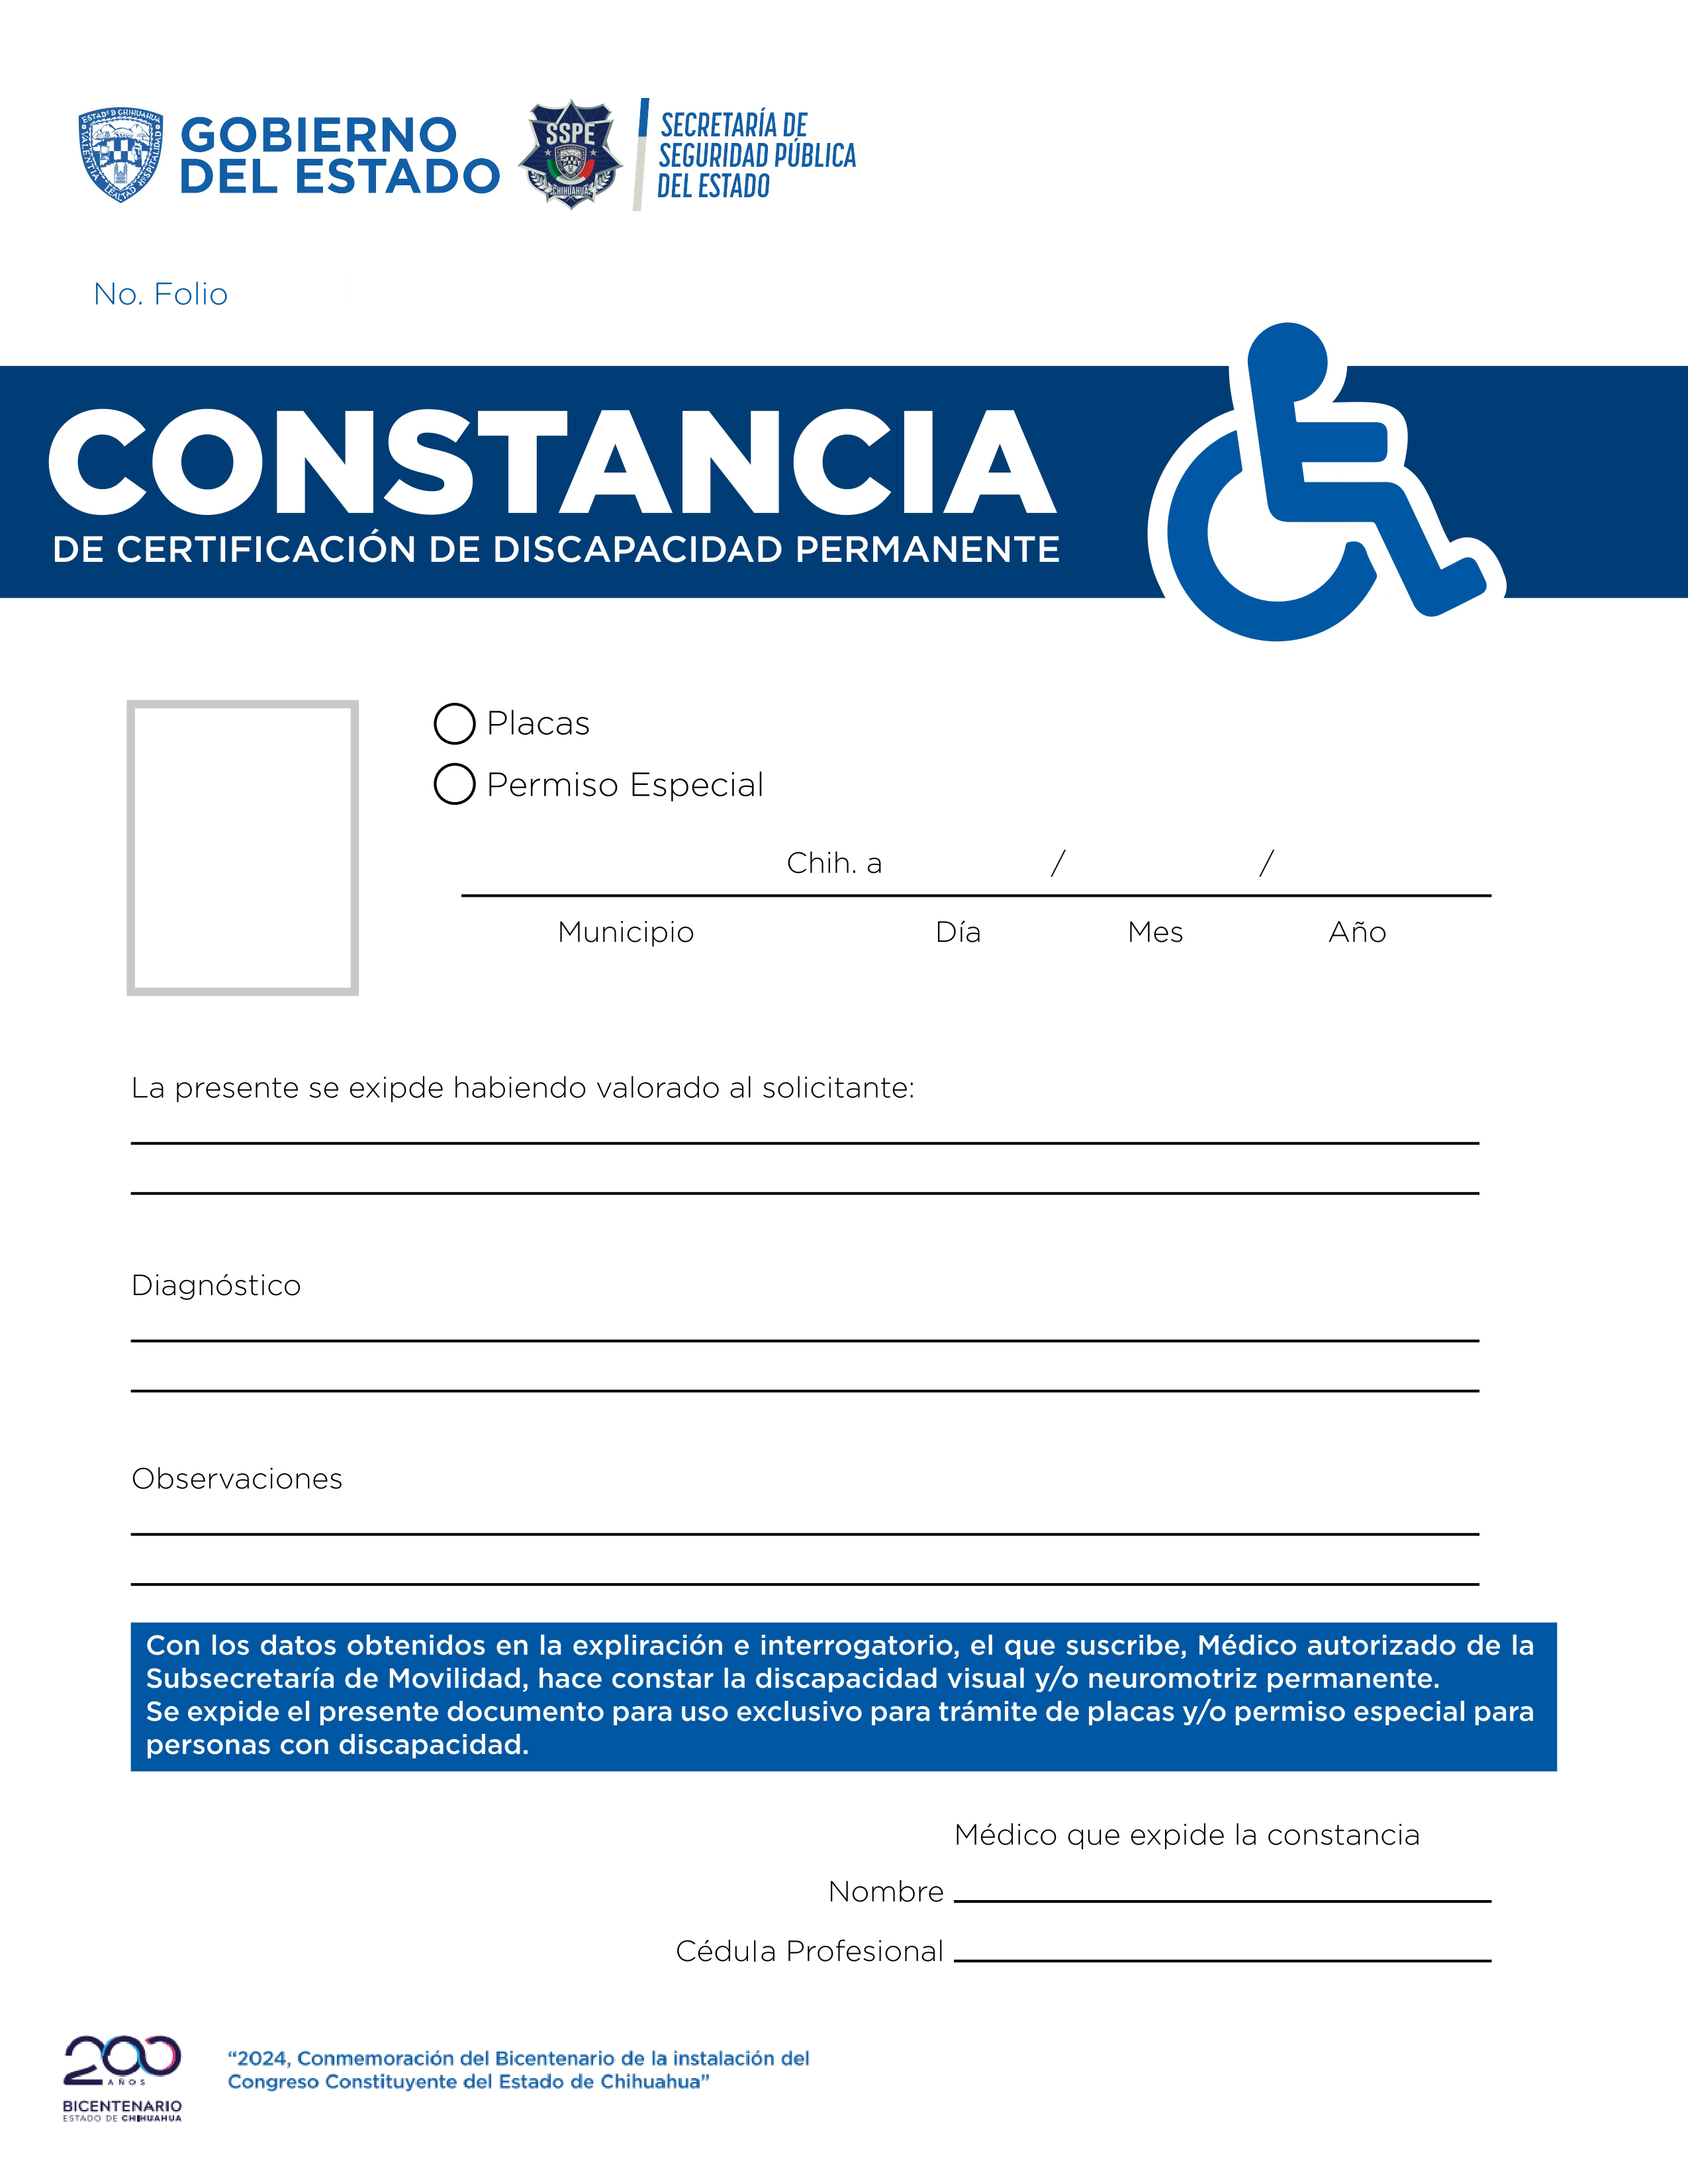 ESTADO D CHIHUAHUA
VALENTIA LEALTAD HOSPITALIDAD
GOBIERNO
DEL ESTADO
SSPE
CHIHUAHUA
SECRETARÍA DE
SEGURIDAD PÚBLICA
DEL ESTADO
No. Folio
CONSTANCIA
DE CERTIFICACIÓN DE DISCAPACIDAD PERMANENTE
Placas
Permiso Especial
Chih. a / /
Municipio Día Mes Año
La presente se exipde habiendo valorado al solicitante:
Diagnóstico
Observaciones
Con los datos obtenidos en la expliración e interrogatorio, el que suscribe, Médico autorizado de la
Subsecretaría de Movilidad, hace constar la discapacidad visual y/o neuromotriz permanente.
Se expide el presente documento para uso exclusivo para trámite de placas y/o permiso especial para
personas con discapacidad.
Médico que expide la constancia
Nombre
Cédula Profesional
200
AÑOS
BICENTENARIO
ESTADO DE CHIHUAHUA
“2024, Conmemoración del Bicentenario de la instalación del
Congreso Constituyente del Estado de Chihuahua”